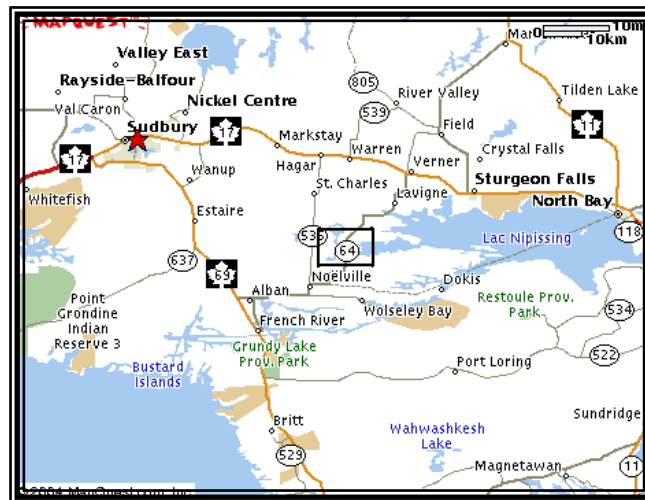 MAPQUEST
0 10m
10km
Valley East
Tilden Lake
Rayside-Balfour
805
River Valley
Val Caron
Nickel Centre
539
11
Sudbury
17
Field
Markstay
Crystal Falls
17
Hagar
Warren
Verner
Wanup
St. Charles
Sturgeon Falls
Whitefish
Lavigne
Estaire
North Bay
535
64
Lac Nipissing
118
637
69
Noëlville
Dokis
Alban
Point
Grondine
Indian
Reserve 3
Wolseley Bay
Restoule Prov.
Park
534
French River
Grundy Lake
Prov. Park
522
Bustard
Islands
Port Loring
Britt
Wahwashkesh
Lake
Sundridge
529
Magnetawan
11
©2004 MapQuest.com, Inc.